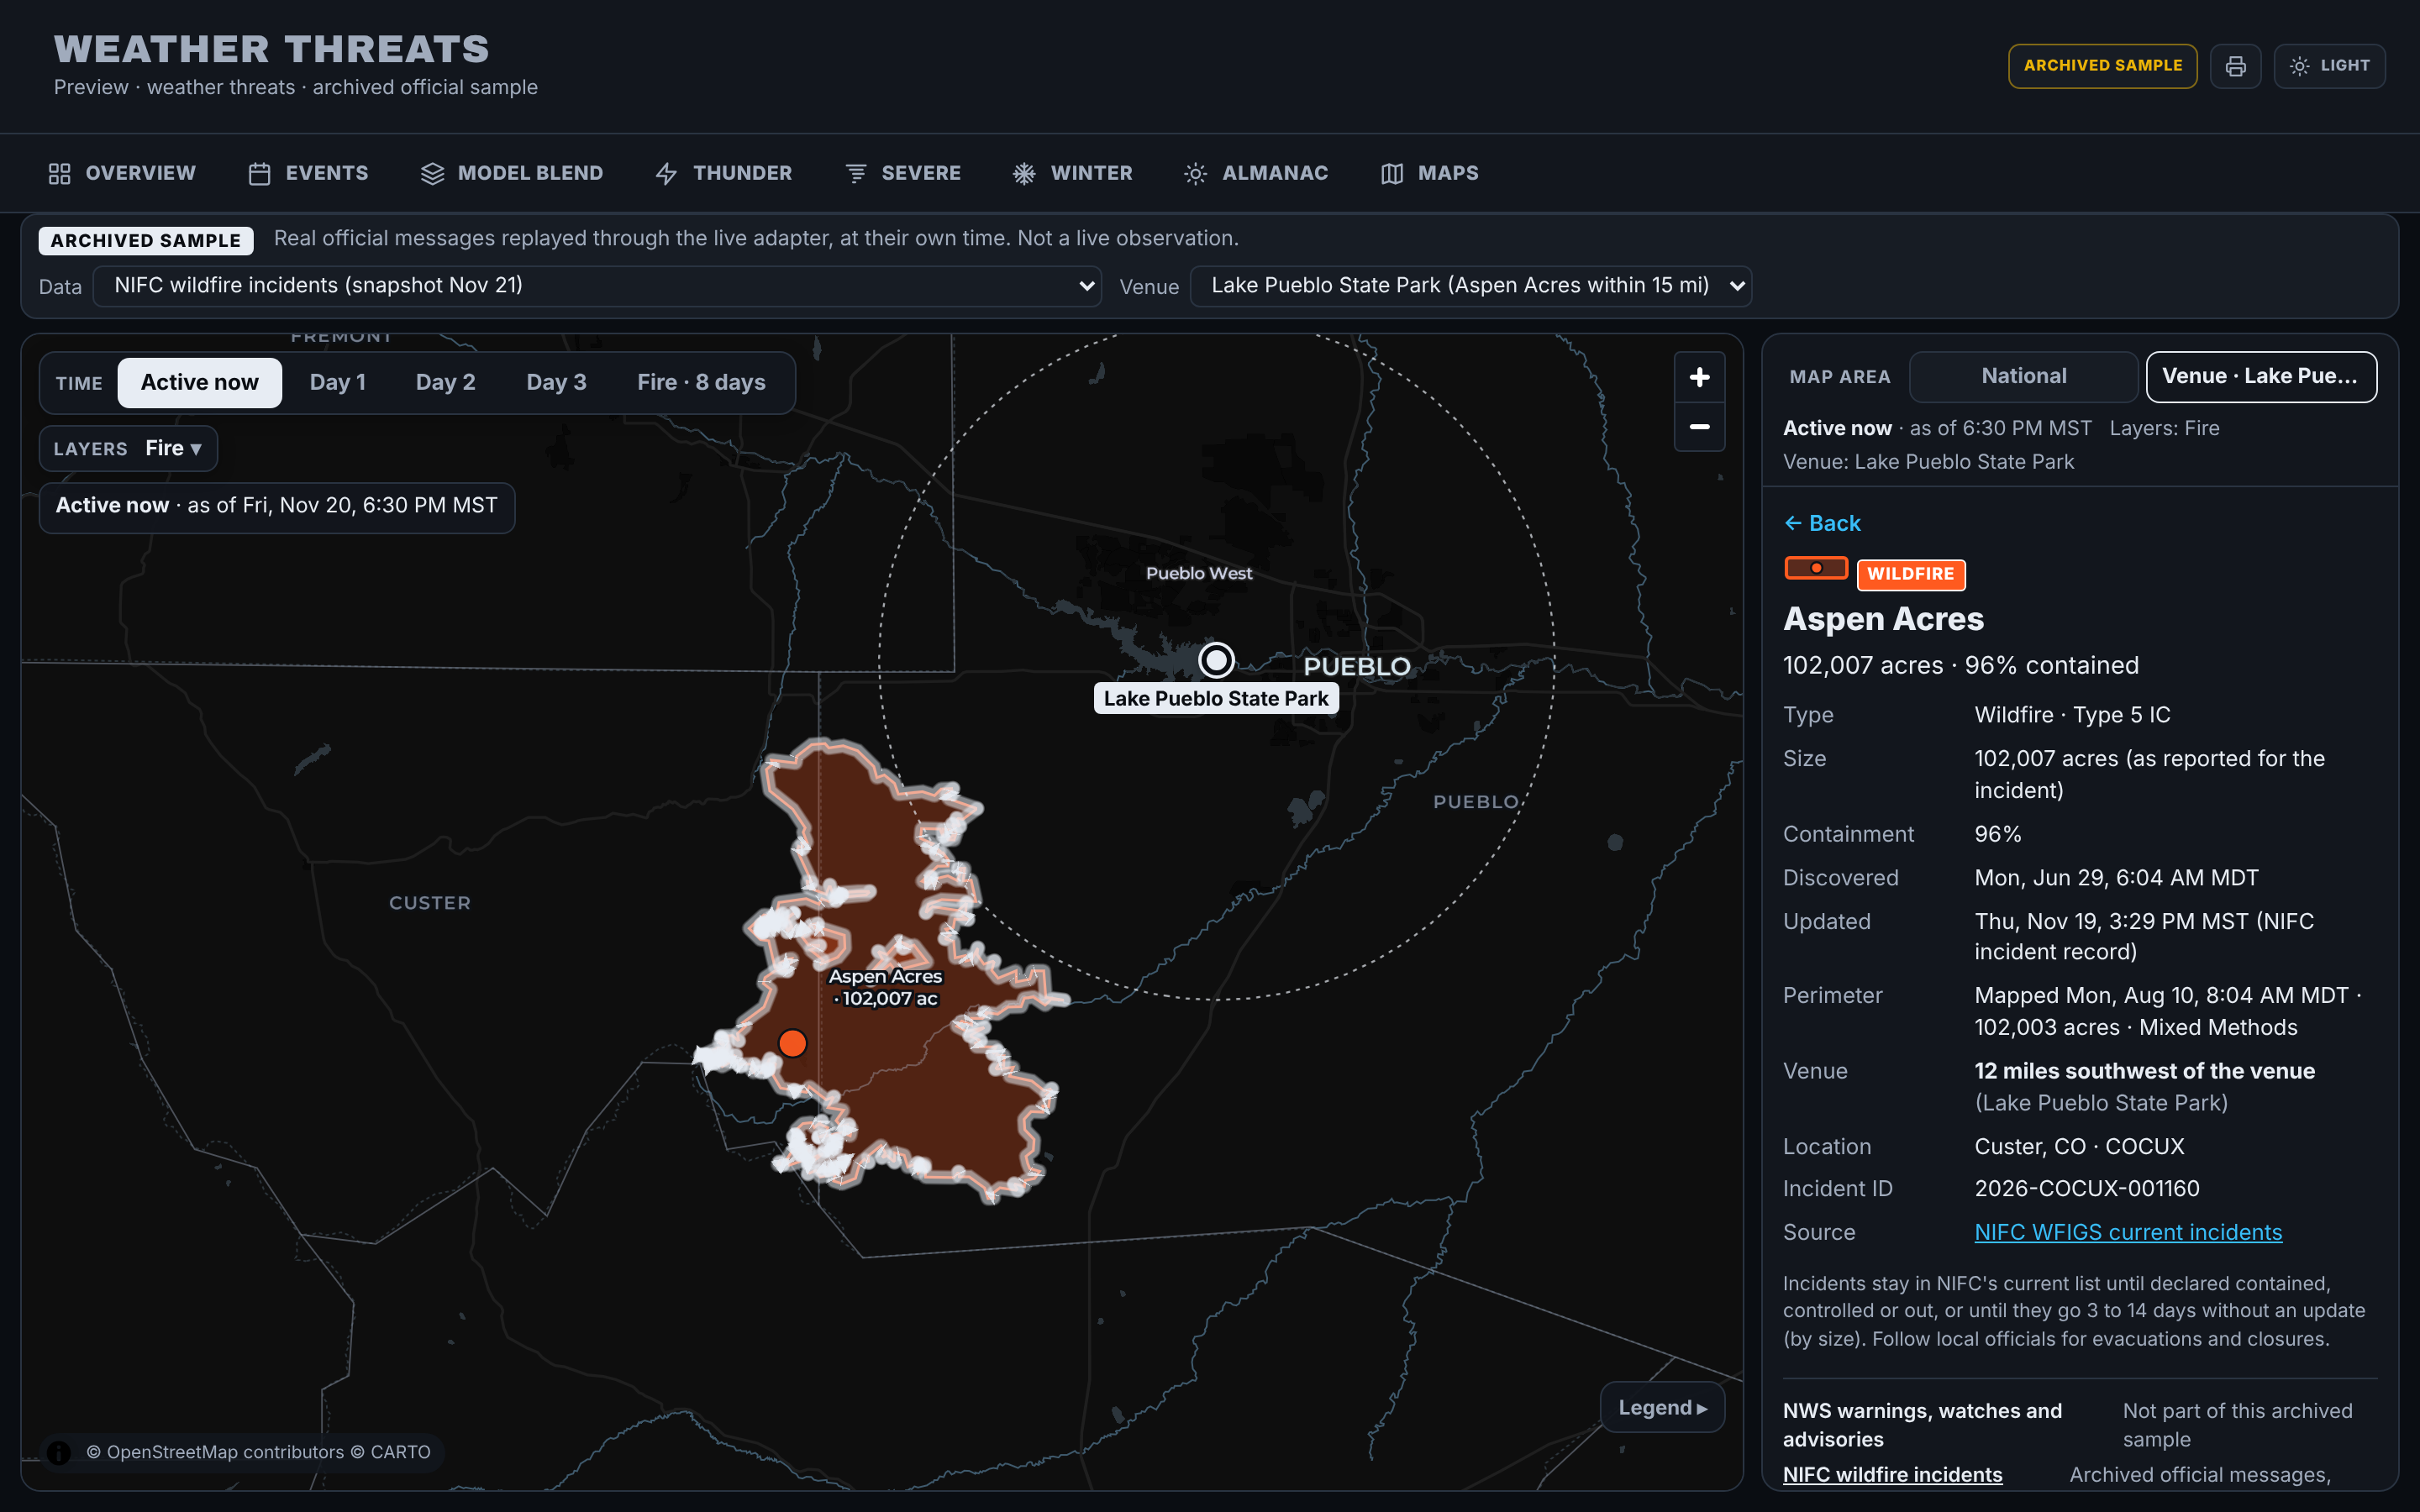 WEATHER THREATS
Preview · weather threats · archived official sample
ARCHIVED SAMPLE
LIGHT
OVERVIEW
EVENTS
MODEL BLEND
THUNDER
SEVERE
WINTER
ALMANAC
MAPS
ARCHIVED SAMPLE Real official messages replayed through the live adapter, at their own time. Not a live observation.
Data NIFC wildfire incidents (snapshot Nov 21) Venue Lake Pueblo State Park (Aspen Acres within 15 mi)
FREMONT
TIME Active now Day 1 Day 2 Day 3 Fire · 8 days
LAYERS Fire ▾
Active now · as of Fri, Nov 20, 6:30 PM MST
+
−
Pueblo West
PUEBLO
Lake Pueblo State Park
PUEBLO
CUSTER
Aspen Acres
· 102,007 ac
Legend ▸
© OpenStreetMap contributors © CARTO
MAP AREA National Venue · Lake Pue...
Active now · as of 6:30 PM MST Layers: Fire
Venue: Lake Pueblo State Park
← Back
WILDFIRE
Aspen Acres
102,007 acres · 96% contained
Type Wildfire · Type 5 IC
Size 102,007 acres (as reported for the
incident)
Containment 96%
Discovered Mon, Jun 29, 6:04 AM MDT
Updated Thu, Nov 19, 3:29 PM MST (NIFC
incident record)
Perimeter Mapped Mon, Aug 10, 8:04 AM MDT ·
102,003 acres · Mixed Methods
Venue 12 miles southwest of the venue
(Lake Pueblo State Park)
Location Custer, CO · COCUX
Incident ID 2026-COCUX-001160
Source NIFC WFIGS current incidents
Incidents stay in NIFC's current list until declared contained,
controlled or out, or until they go 3 to 14 days without an update
(by size). Follow local officials for evacuations and closures.
NWS warnings, watches and Not part of this archived
advisories sample
NIFC wildfire incidents Archived official messages,